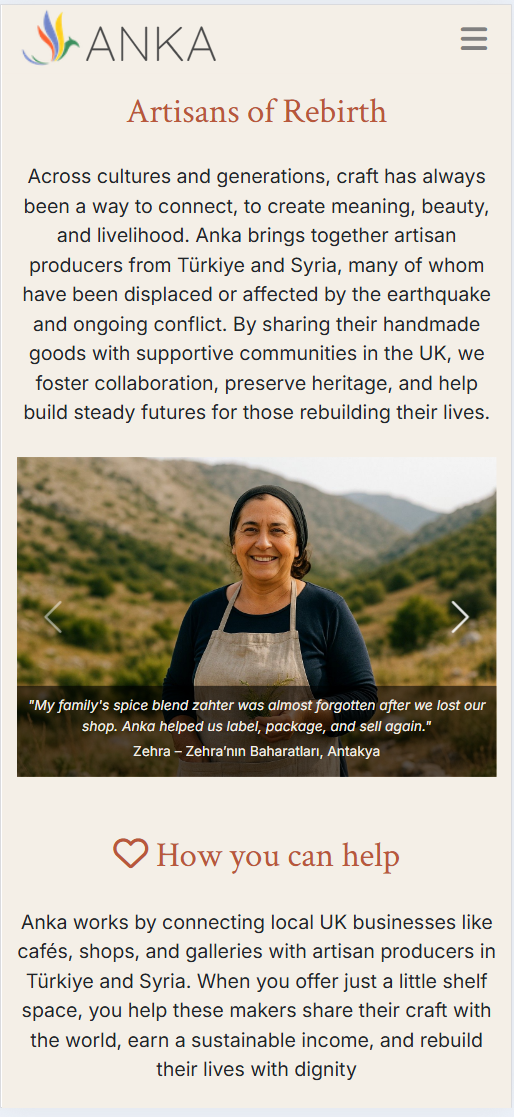 ANKA
Artisans of Rebirth
Across cultures and generations, craft has always
been a way to connect, to create meaning, beauty,
and livelihood. Anka brings together artisan
producers from Türkiye and Syria, many of whom
have been displaced or affected by the earthquake
and ongoing conflict. By sharing their handmade
goods with supportive communities in the UK, we
foster collaboration, preserve heritage, and help
build steady futures for those rebuilding their lives.
"My family's spice blend zahter was almost forgotten after we lost our
shop. Anka helped us label, package, and sell again."
Zehra – Zehra’nın Baharatları, Antakya
How you can help
Anka works by connecting local UK businesses like
cafés, shops, and galleries with artisan producers in
Türkiye and Syria. When you offer just a little shelf
space, you help these makers share their craft with
the world, earn a sustainable income, and rebuild
their lives with dignity